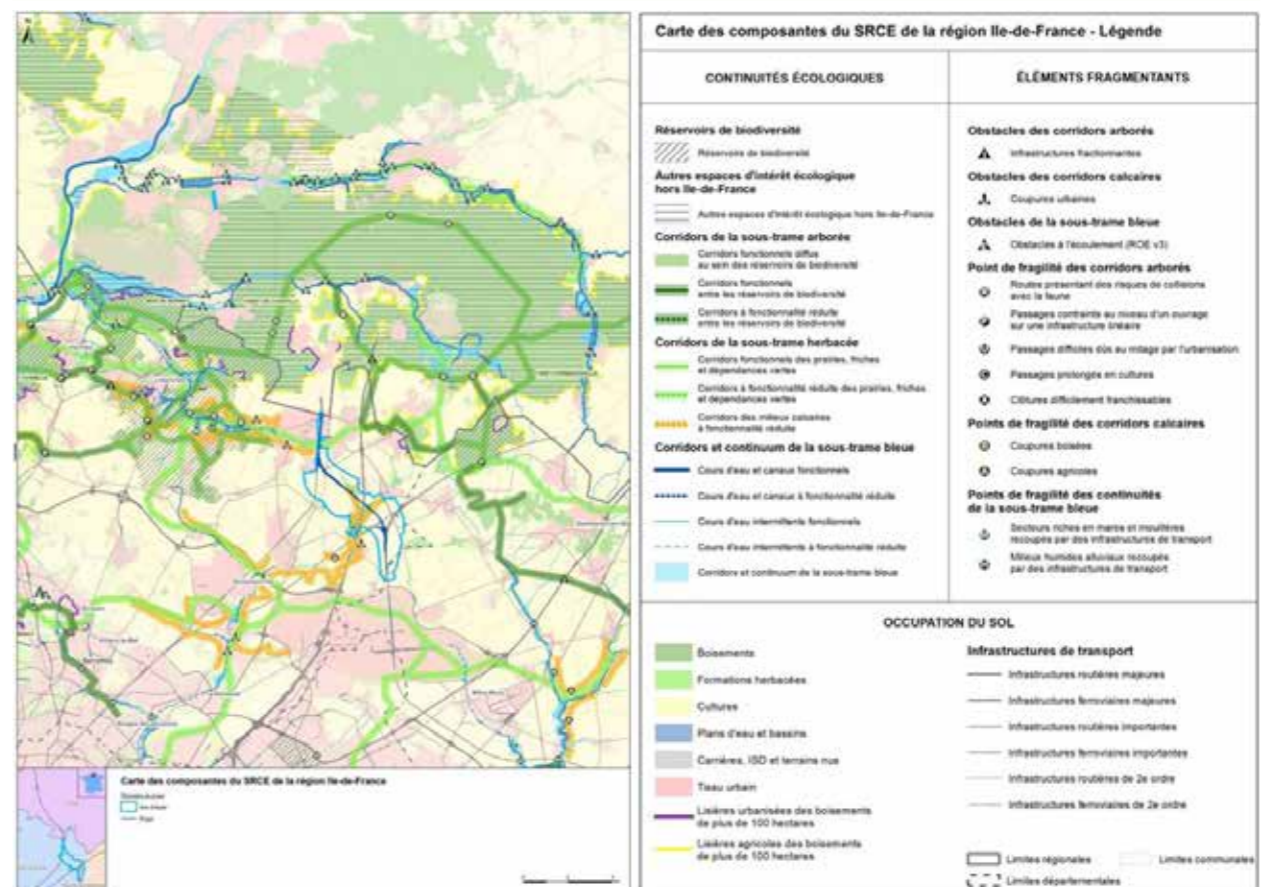 Carte des composantes du SRCE de la région Ile-de-France - Légende
CONTINUITÉS ÉCOLOGIQUES
Réservoirs de biodiversité
Réservoirs de biodiversité
Autres espaces d'intérêt écologique
hors Ile-de-France
Autres espaces d'intérêt écologique hors Ile-de-France
Corridors de la sous-trame arborée
Corridors fonctionnels diffus
au sein des réservoirs de biodiversité
Corridors fonctionnels
entre les réservoirs de biodiversité
Corridors à fonctionnalité réduite
entre les réservoirs de biodiversité
Corridors de la sous-trame herbacée
Corridors fonctionnels des prairies, friches
et dépendances vertes
Corridors à fonctionnalité réduite des prairies, friches
et dépendances vertes
Corridors des milieux calcaires
à fonctionnalité réduite
Corridors et continuum de la sous-trame bleue
Cours d'eau et canaux fonctionnels
Cours d'eau et canaux à fonctionnalité réduite
Cours d'eau intermittents fonctionnels
Cours d'eau intermittents à fonctionnalité réduite
Corridors et continuum de la sous-trame bleue
ÉLÉMENTS FRAGMENTANTS
Obstacles des corridors arborés
Infrastructures fractionnantes
Obstacles des corridors calcaires
Coupures urbaines
Obstacles de la sous-trame bleue
Obstacles à l'écoulement (ROE v3)
Point de fragilité des corridors arborés
Routes présentant des risques de collisions
avec la faune
Passages contraints au niveau d'un ouvrage
sur une infrastructure linéaire
Passages difficiles dûs au mitage par l'urbanisation
Passages prolongés en cultures
Clôtures difficilement franchissables
Points de fragilité des corridors calcaires
Coupures boisées
Coupures agricoles
Points de fragilité des continuités
de la sous-trame bleue
Secteurs riches en mares et mouillères
recoupés par des infrastructures de transport
Milieux humides alluviaux recoupés
par des infrastructures de transport
OCCUPATION DU SOL
Boisements
Formations herbacées
Cultures
Plans d'eau et bassins
Carrières, ISD et terrains nus
Tissu urbain
Lisières urbanisées des boisements
de plus de 100 hectares
Lisières agricoles des boisements
de plus de 100 hectares
Infrastructures de transport
Infrastructures routières majeures
Infrastructures ferroviaires majeures
Infrastructures routières importantes
Infrastructures ferroviaires importantes
Infrastructures routières de 2e ordre
Infrastructures ferroviaires de 2e ordre
Limites régionales
Limites communales
Limites départementales
Carte des composantes du SRCE de la région Ile-de-France